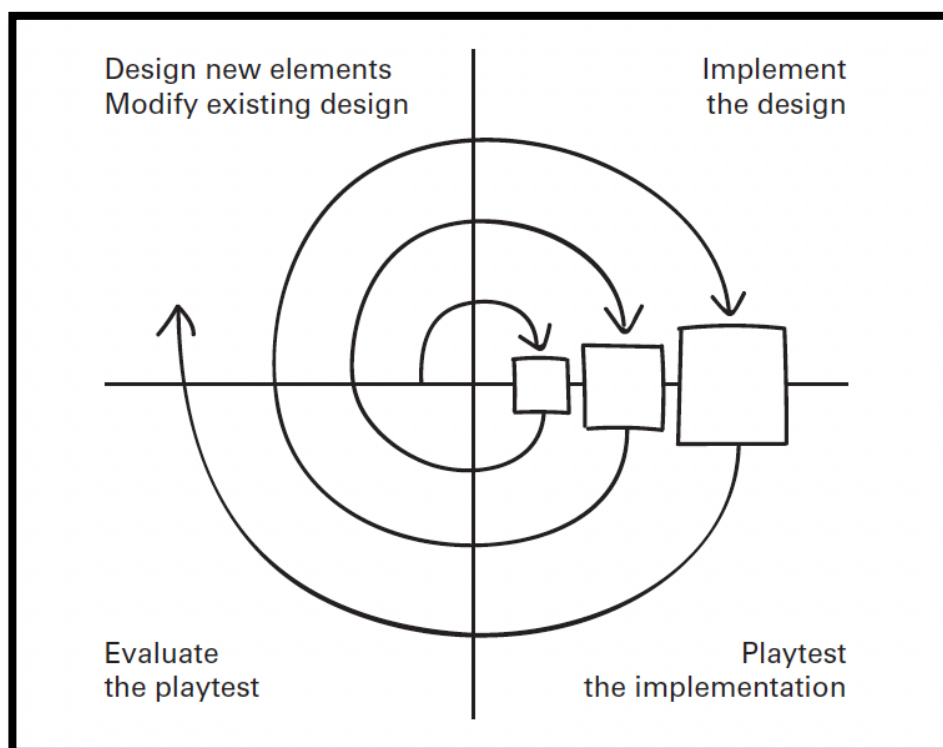 Design new elements
Modify existing design
Implement
the design
Evaluate
the playtest
Playtest
the implementation